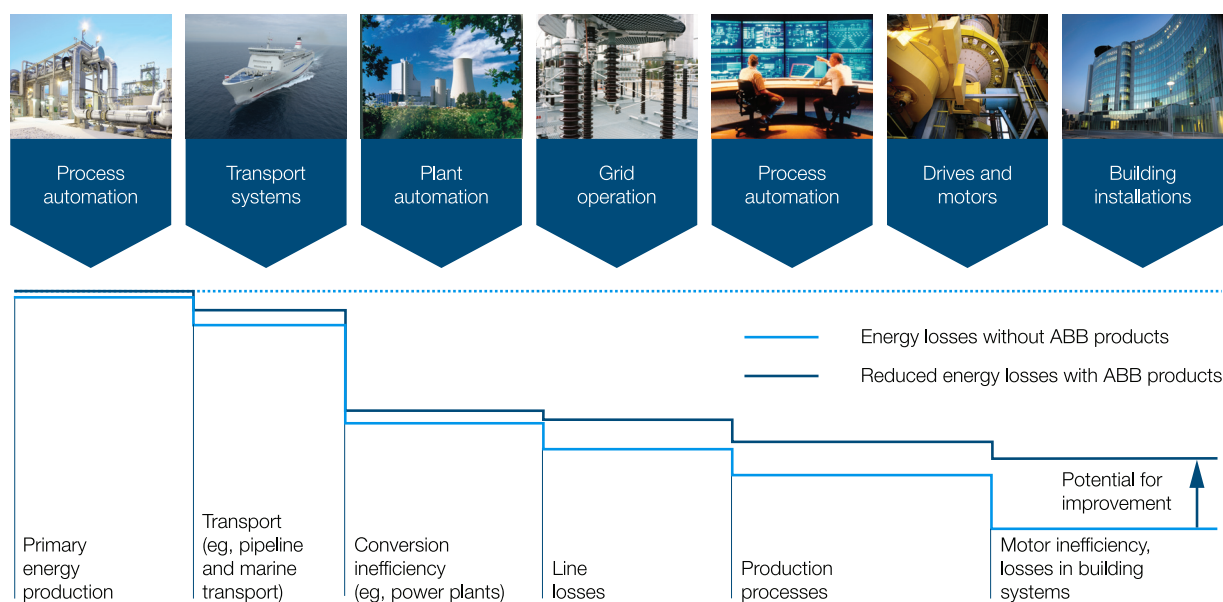 Process
automation
Transport
systems
Plant
automation
Grid
operation
Process
automation
Drives and
motors
Building
installations
Energy losses without ABB products
Reduced energy losses with ABB products
Potential for
improvement
Primary
energy
production
Transport
(eg, pipeline
and marine
transport)
Conversion
inefficiency
(eg, power plants)
Line
losses
Production
processes
Motor inefficiency,
losses in building
systems